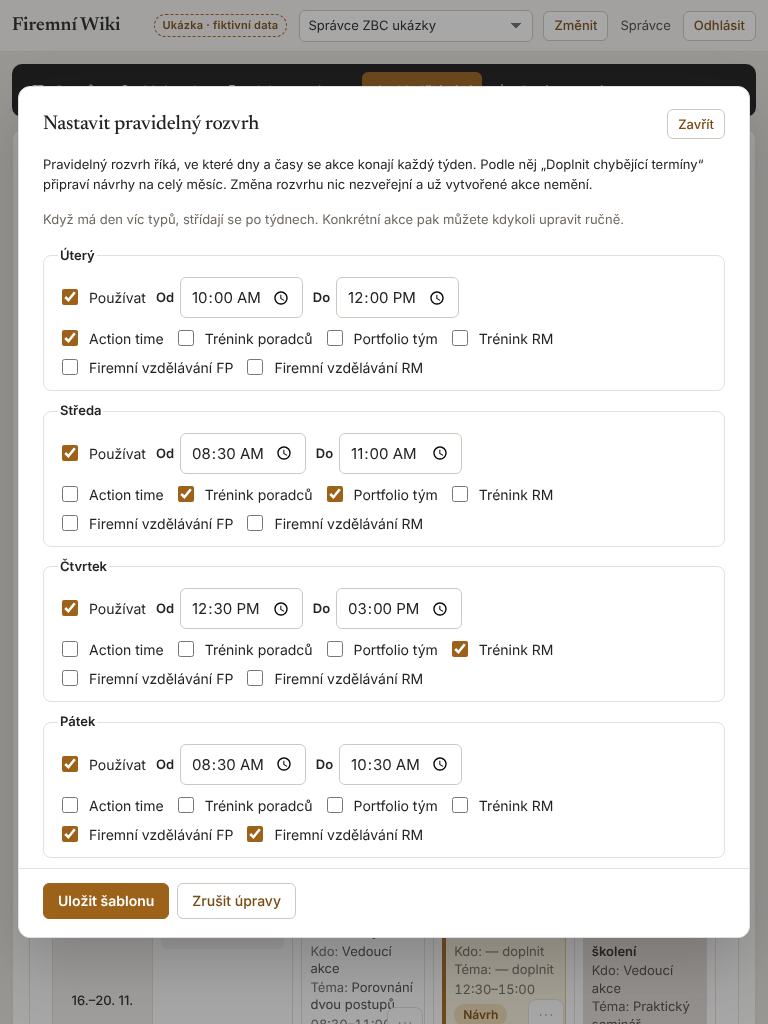 Firemní Wiki
Ukázka · fiktivní data
Správce ZBC ukázky
Změnit
Správce
Odhlásit
Nastavit pravidelný rozvrh
Zavřít
Pravidelný rozvrh říká, ve které dny a časy se akce konají každý týden. Podle něj „Doplnit chybějící termíny“
připraví návrhy na celý měsíc. Změna rozvrhu nic nezveřejní a už vytvořené akce nemění.
Když má den víc typů, střídají se po týdnech. Konkrétní akce pak můžete kdykoli upravit ručně.
Úterý
Používat Od 10:00 AM Do 12:00 PM
Action time Trénink poradců Portfolio tým Trénink RM
Firemní vzdělávání FP Firemní vzdělávání RM
Středa
Používat Od 08:30 AM Do 11:00 AM
Action time Trénink poradců Portfolio tým Trénink RM
Firemní vzdělávání FP Firemní vzdělávání RM
Čtvrtek
Používat Od 12:30 PM Do 03:00 PM
Action time Trénink poradců Portfolio tým Trénink RM
Firemní vzdělávání FP Firemní vzdělávání RM
Pátek
Používat Od 08:30 AM Do 10:30 AM
Action time Trénink poradců Portfolio tým Trénink RM
Firemní vzdělávání FP Firemní vzdělávání RM
Uložit šablonu
Zrušit úpravy
16.–20. 11.
Kdo: Vedoucí
akce
Téma: Porovnání
dvou postupů
08:30–11:00
Kdo: — doplnit
Téma: — doplnit
12:30–15:00
Návrh
...
školení
Kdo: Vedoucí
akce
Téma: Praktický
seminář